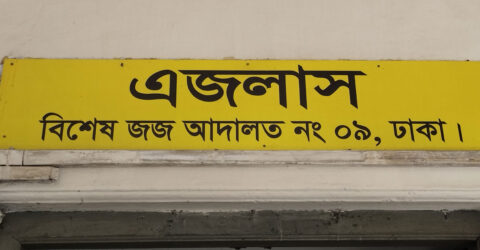 এজলাস
বিশেষ জজ আদালত নং ০৯, ঢাকা।